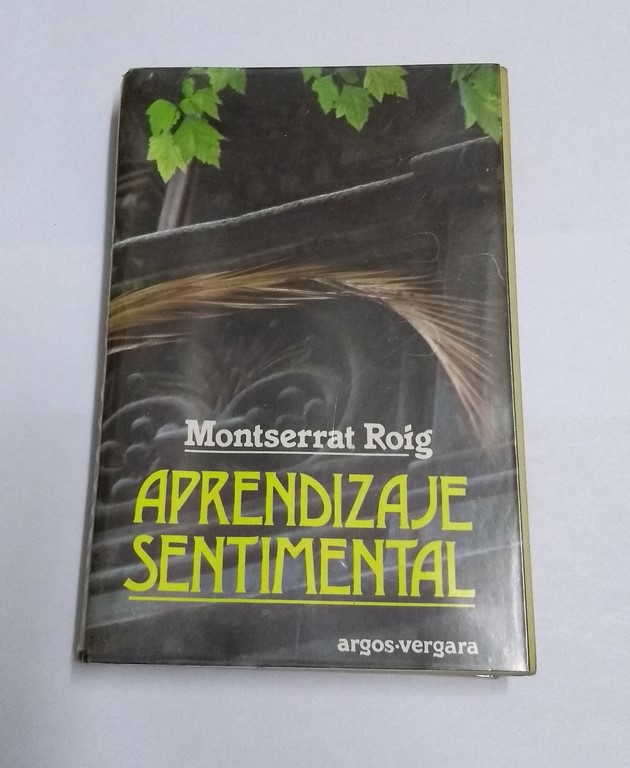 Montserrat Roig
APRENDIZAJE
SENTIMENTAL
argos·vergara